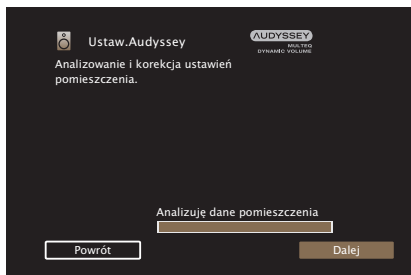 Ustaw.Audyssey
AUDYSSEY
MULTEQ
DYNAMIC VOLUME
Analizowanie i korekcja ustawień
pomieszczenia.
Analizuję dane pomieszczenia
Powrót
Dalej